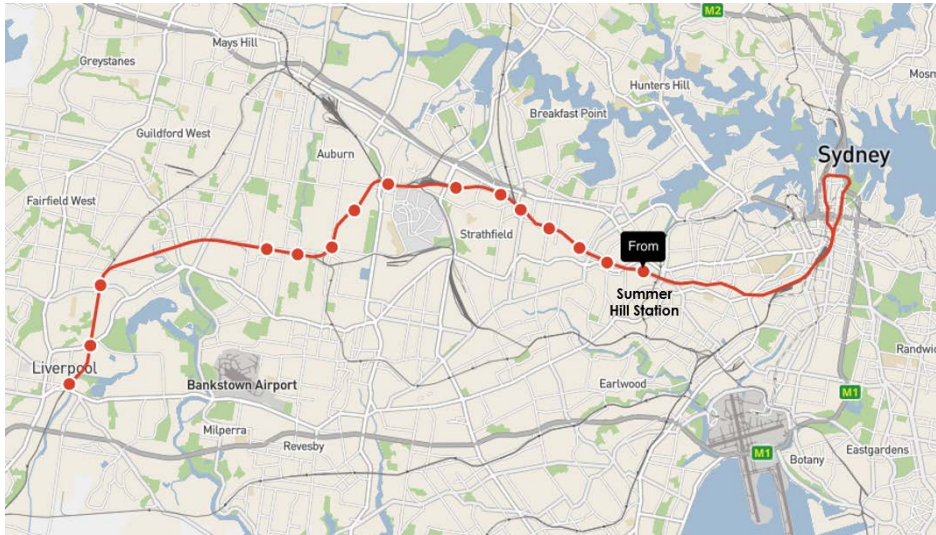 M2
Mays Hill
Greystanes
Mosm
Hunters Hill
Breakfast Point
Guildford West
Auburn
Sydney
Fairfield West
Strathfield
From
Summer
Hill Station
Liverpool
Randwi
Bankstown Airport
Earlwood
M1
Milperra
Revesby
M1
Botany
Eastgardens